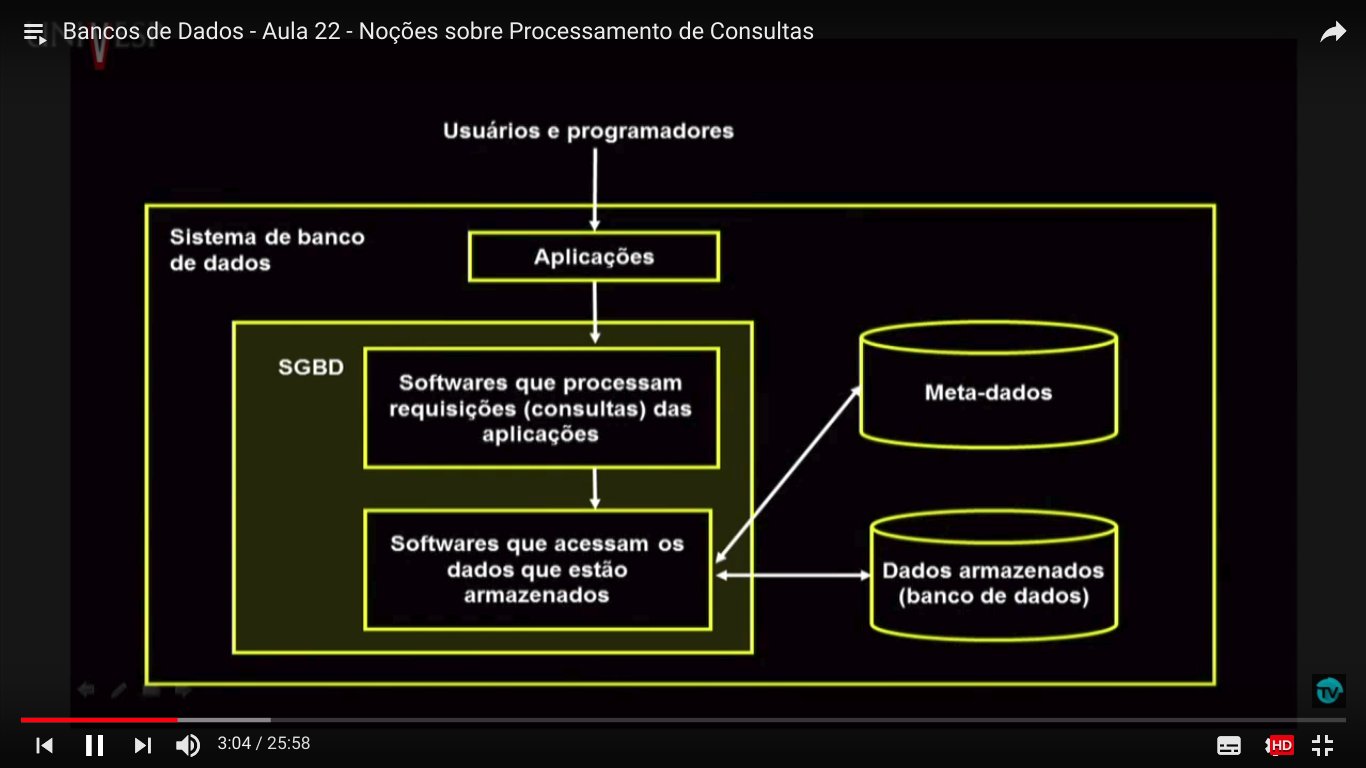 Bancos de Dados - Aula 22 - Noções sobre Processamento de Consultas
Usuários e programadores
Sistema de banco
de dados
Aplicações
SGBD
Softwares que processam
requisições (consultas) das
aplicações
Meta-dados
Softwares que acessam os
dados que estão
armazenados
Dados armazenados
(banco de dados)
TV
3:04 / 25:58
HD